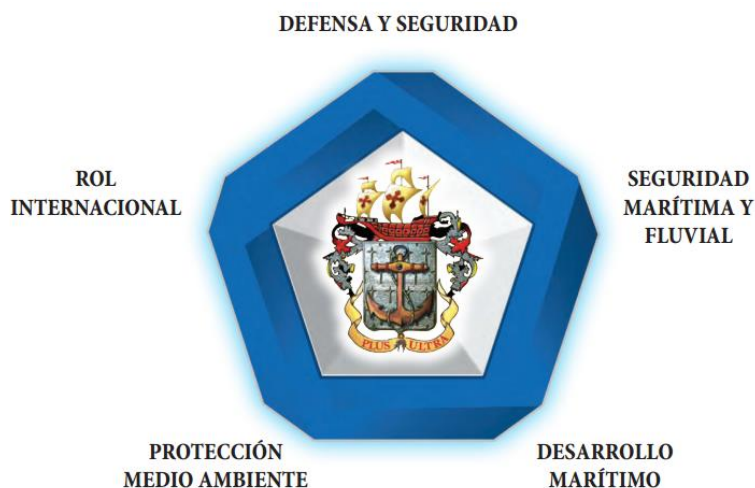 DEFENSA Y SEGURIDAD
ROL
INTERNACIONAL
SEGURIDAD
MARÍTIMA Y
FLUVIAL
PLUS ULTRA
PROTECCIÓN
MEDIO AMBIENTE
DESARROLLO
MARÍTIMO